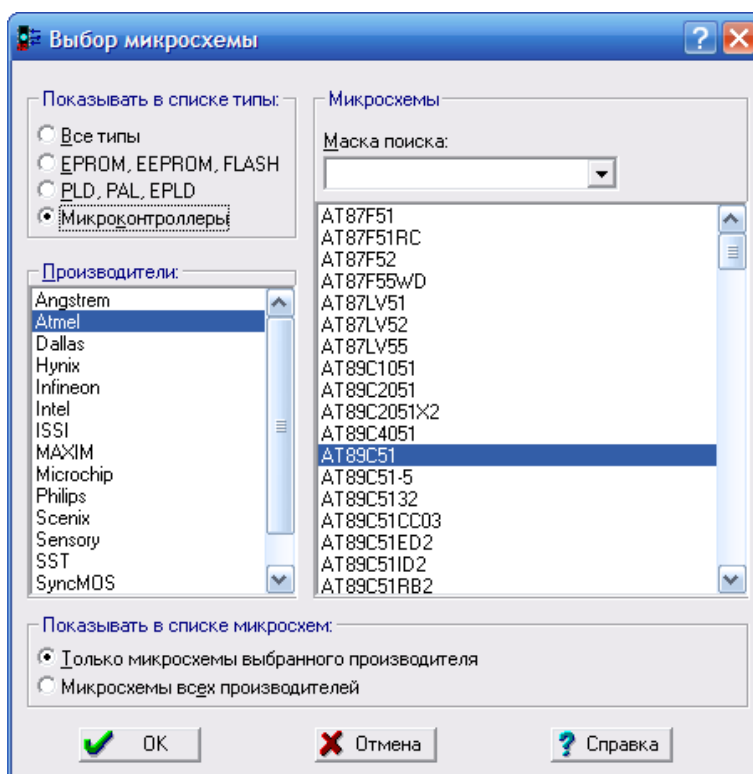 Выбор микросхемы
Показывать в списке типы:
Все типы
EPROM, EEPROM, FLASH
PLD, PAL, EPLD
Микроконтроллеры
Производители:
Angstrem
Atmel
Dallas
Hynix
Infineon
Intel
ISSI
MAXIM
Microchip
Philips
Scenix
Sensory
SST
SyncMOS
Микросхемы
Маска поиска:
AT87F51
AT87F51RC
AT87F52
AT87F55WD
AT87LV51
AT87LV52
AT87LV55
AT89C1051
AT89C2051
AT89C2051X2
AT89C4051
AT89C51
AT89C51-5
AT89C5132
AT89C51CC03
AT89C51ED2
AT89C51ID2
AT89C51RB2
Показывать в списке микросхем:
Только микросхемы выбранного производителя
Микросхемы всех производителей
OK
Отмена
? Справка